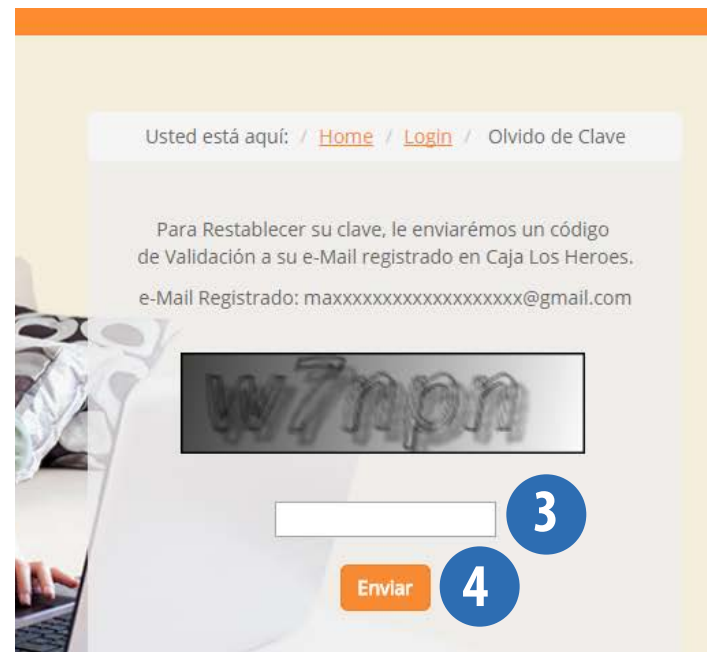 Usted está aquí: / Home / Login / Olvido de Clave
Para Restablecer su clave, le enviarémos un código
de Validación a su e-Mail registrado en Caja Los Heroes.
e-Mail Registrado: maxxxxxxxxxxxxxxxxxxx@gmail.com
w7npn
3
Enviar
4